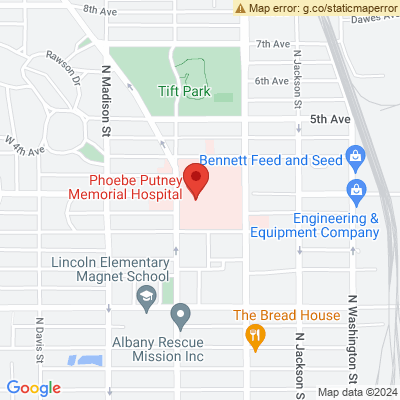 8th Ave
Map error: g.co/staticmaperror
Dawes Ave
7th Ave
Rawson Dr
N Madison St
Tift Park
6th Ave
N Jackson St
5th Ave
W 4th Ave
Bennett Feed and Seed
Phoebe Putney
Memorial Hospital
Engineering &
Equipment Company
Lincoln Elementary
Magnet School
The Bread House
Albany Rescue
Mission Inc
N Davis St
N Jackson S
N Washington St
Google
Map data ©2024